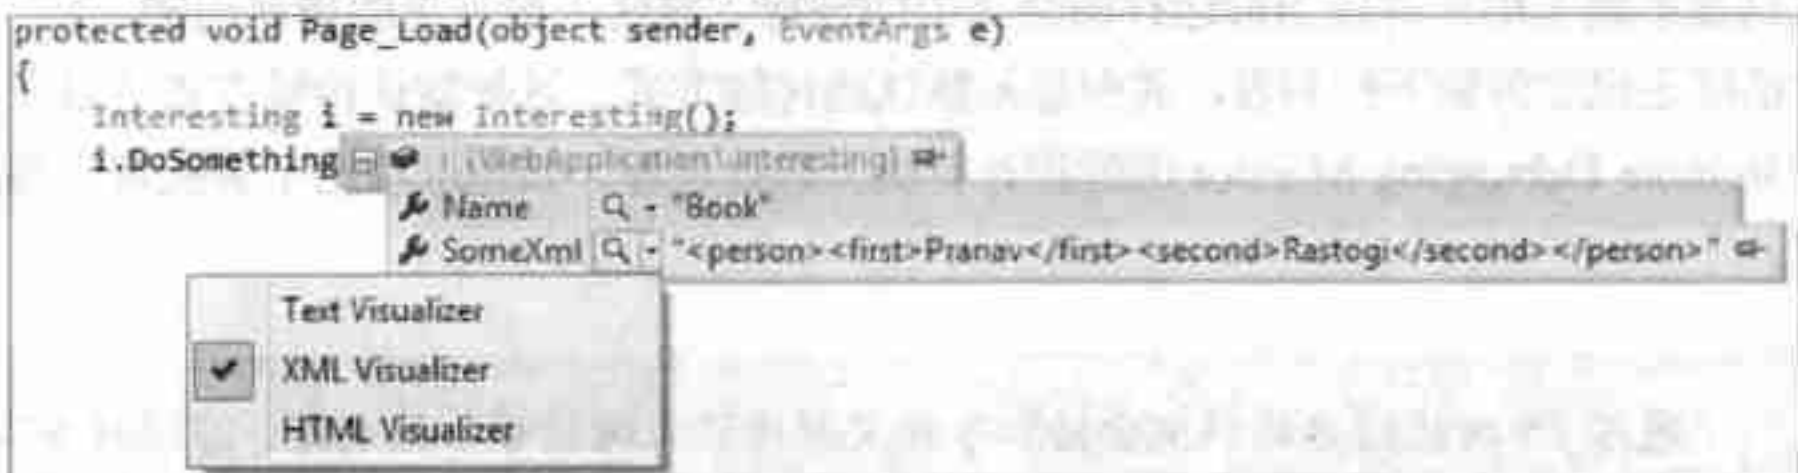 protected void Page_Load(object sender, EventArgs e)
{
Interesting i = new Interesting();
i.DoSomething
Name "Book"
SomeXml "<person><first>Pranav</first><second>Rastogi</second></person>"
Text Visualizer
XML Visualizer
HTML Visualizer